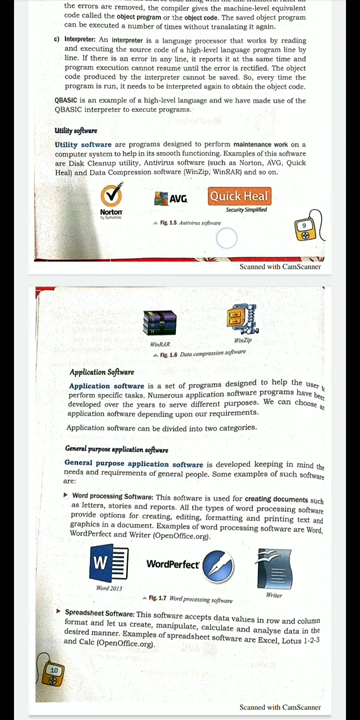 the errors are removed, the compiler gives the machine-level equivalent
code called the object program or the object code. The saved object program
can be executed a number of times without translating it again.
c) Interpreter: An interpreter is a language processor that works by reading
and executing the source code of a high-level language program line by
line. If there is an error in any line, it reports it at the same time and
program execution cannot resume until the error is rectified. The object
code produced by the interpreter cannot be saved. So, every time the
program is run, it needs to be interpreted again to obtain the object code.
QBASIC is an example of a high-level language and we have made use of the
QBASIC interpreter to execute programs.
Utility software
Utility software are programs designed to perform maintenance work on a
computer system to help in its smooth functioning. Examples of this software
are Disk Cleanup utility, Antivirus software (such as Norton, AVG, Quick
Heal) and Data Compression software (WinZip, WinRAR) and so on.
Norton
by Symantec
AVG
Quick Heal
Security Simplified
Fig. 1.5 Antivirus software
9
Scanned with CamScanner
WinRAR
WinZip
Fig. 1.6 Data compression software
Application Software
Application software is a set of programs designed to help the user
perform specific tasks. Numerous application software programs have been
developed over the years to serve different purposes. We can choose
application software depending upon our requirements.
Application software can be divided into two categories.
General purpose application software
General purpose application software is developed keeping in mind the
needs and requirements of general people. Some examples of such software
are:
Word processing Software: This software is used for creating documents such
as letters, stories and reports. All the types of word processing software
provide options for creating, editing, formatting and printing text and
graphics in a document. Examples of word processing software are Word,
WordPerfect and Writer (OpenOffice.org).
W
WordPerfect
Word 2013
Writer
Fig. 1.7 Word processing software
Spreadsheet Software: This software accepts data values in row and column
format and let us create, manipulate, calculate and analyse data in the
desired manner. Examples of spreadsheet software are Excel, Lotus 1-2-3
and Calc (OpenOffice.org).
10
Scanned with CamScanner